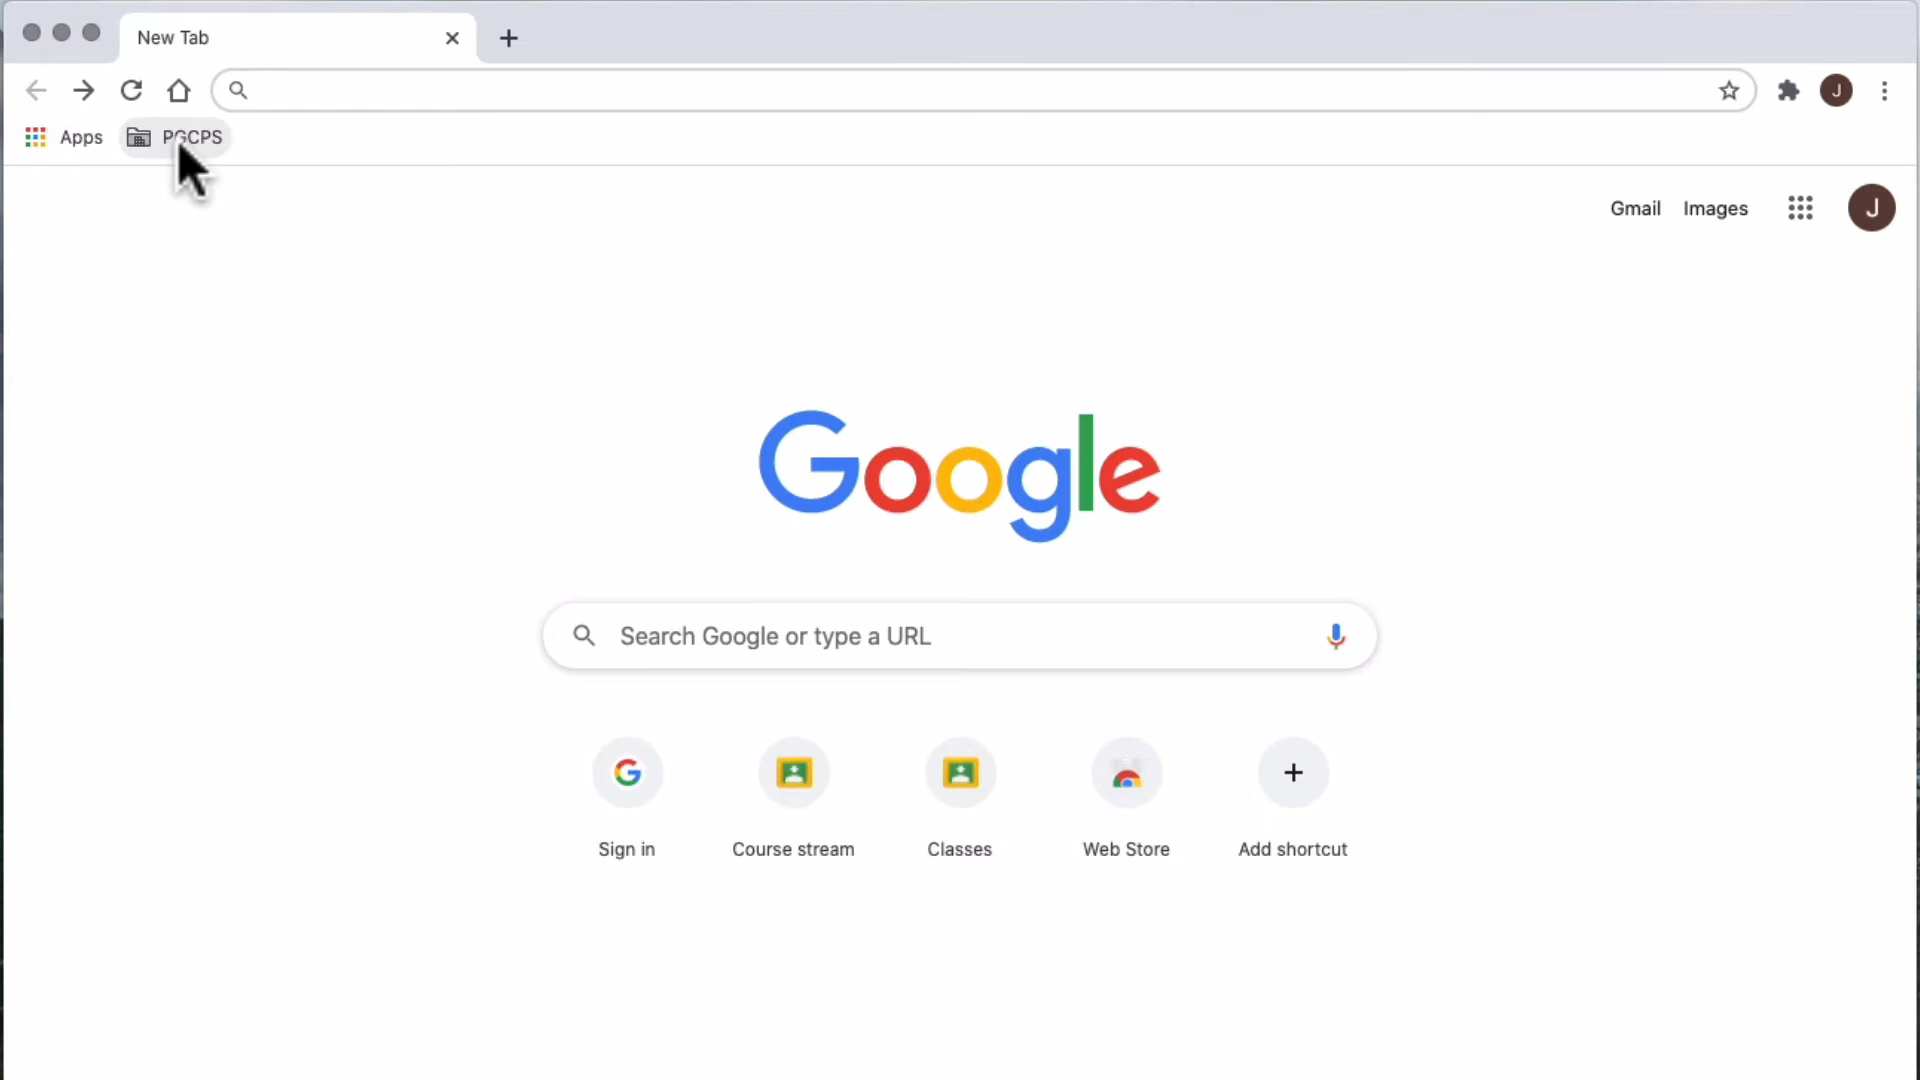 New Tab
Apps
PGCPS
J
Gmail
Images
J
Google
Search Google or type a URL
Sign in
Course stream
Classes
Web Store
Add shortcut